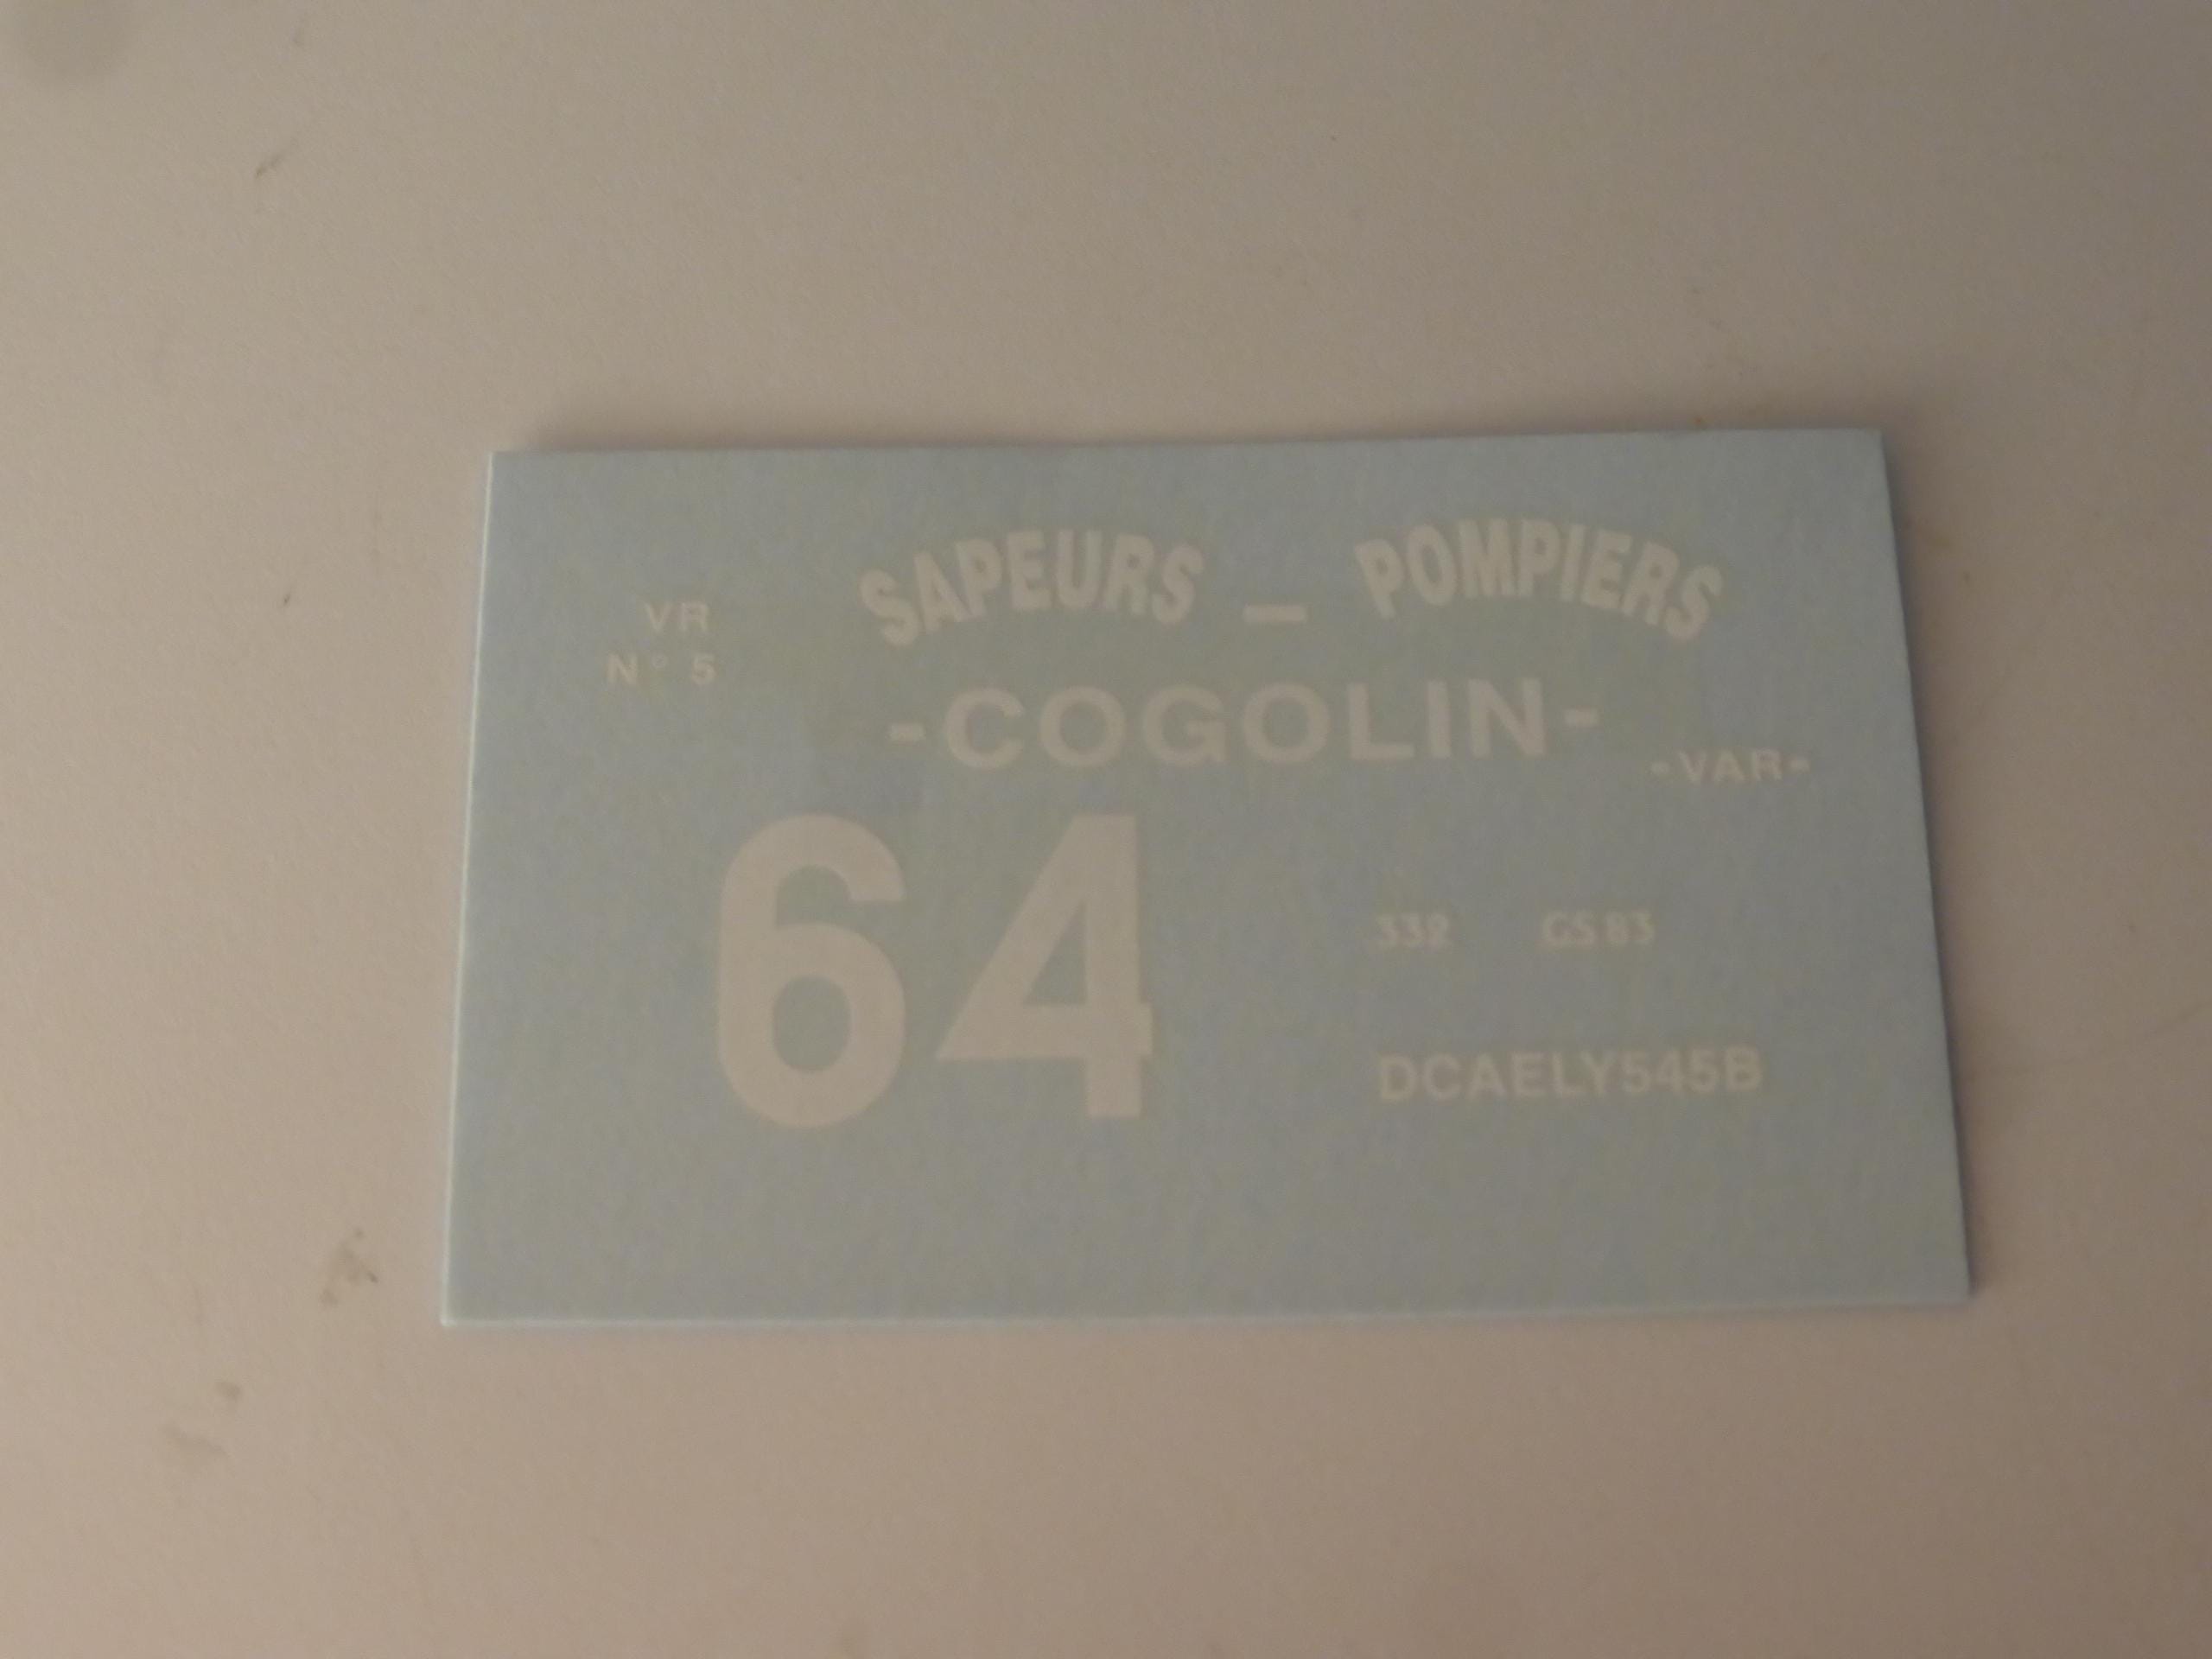 VR
N° 5
SAPEURS - POMPIERS
-COGOLIN-
-VAR-
64
332 GS 83
DCAELY545B